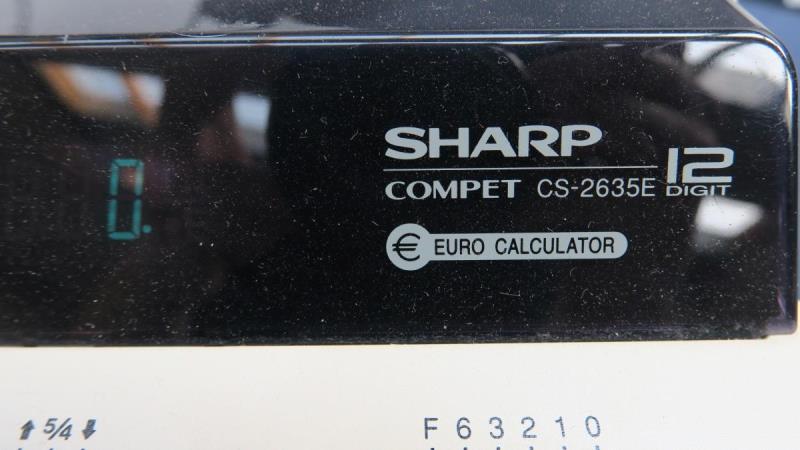 SHARP
COMPET CS-2635E 12 DIGIT
0.
€ EURO CALCULATOR
⬆ 5/4 ⬇
F 6 3 2 1 0